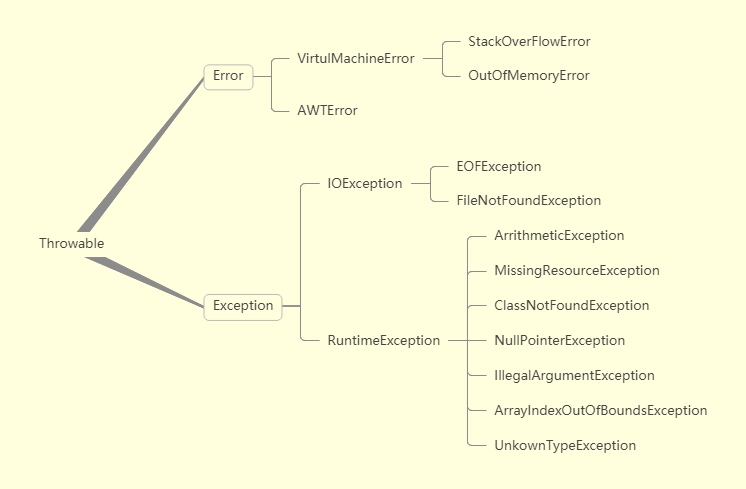 Throwable
Error
VirtulMachineError
StackOverFlowError
OutOfMemoryError
AWTError
Exception
IOException
EOFException
FileNotFoundException
RuntimeException
ArrithmeticException
MissingResourceException
ClassNotFoundException
NullPointerException
IllegalArgumentException
ArrayIndexOutOfBoundsException
UnkownTypeException